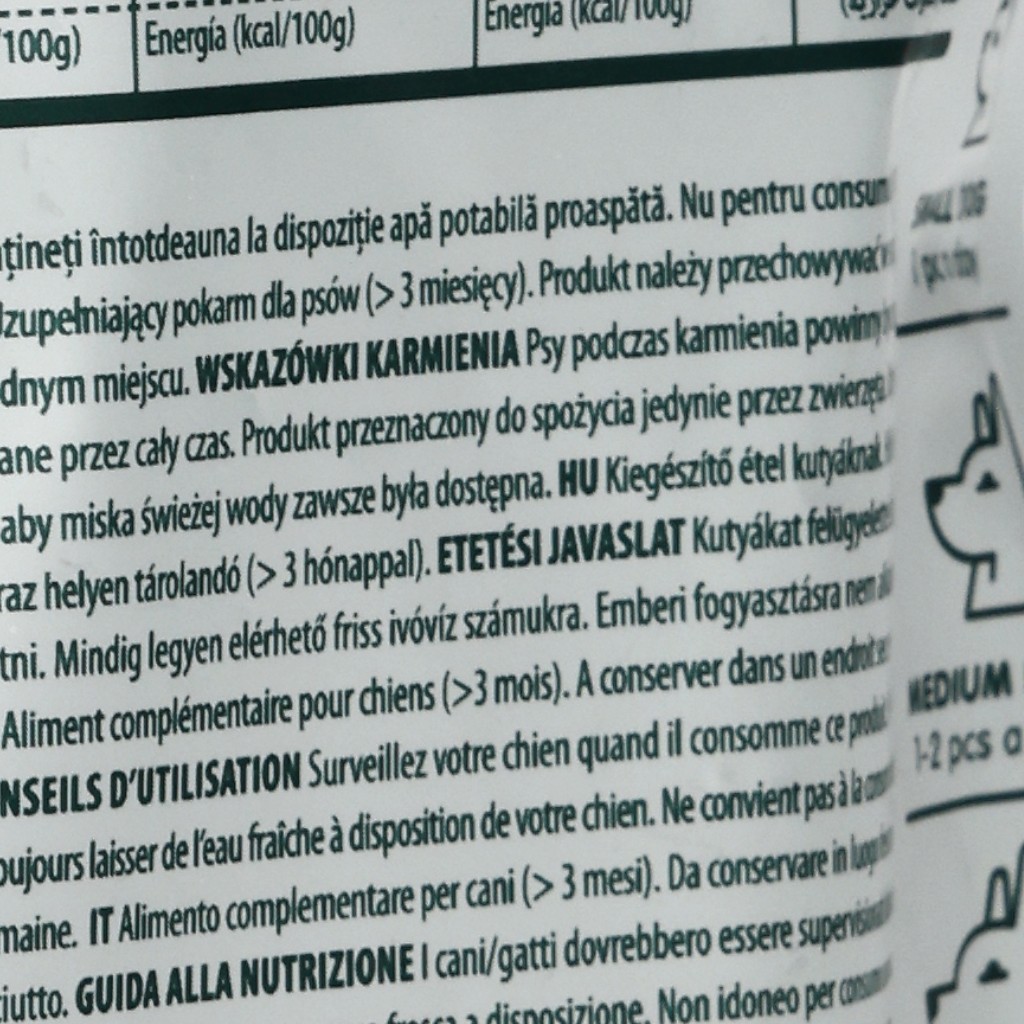 100g)
Energía (kcal/100g)
Energía (kcal/100g)
țineți întotdeauna la dispoziție apă potabilă proaspătă. Nu pentru consum
Uzupełniający pokarm dla psów (> 3 miesięcy). Produkt należy przechowywać
dnym miejscu. WSKAZÓWKI KARMIENIA Psy podczas karmienia powinny
ane przez cały czas. Produkt przeznaczony do spożycia jedynie przez zwierzęta.
aby miska świeżej wody zawsze była dostępna. HU Kiegészítő étel kutyáknak.
raz helyen tárolandó (> 3 hónappal). ETETÉSI JAVASLAT Kutyákat felügyelet
tni. Mindig legyen elérhető friss ivóvíz számukra. Emberi fogyasztásra nem
Aliment complémentaire pour chiens (>3 mois). A conserver dans un endroit
NSEILS D'UTILISATION Surveillez votre chien quand il consomme ce produit
oujours laisser de l'eau fraîche à disposition de votre chien. Ne convient pas à la
maine. IT Alimento complementare per cani (> 3 mesi). Da conservare in luogo
iutto. GUIDA ALLA NUTRIZIONE I cani/gatti dovrebbero essere supervisio
a disposizione. Non idoneo per
MEDIUM
1-2 pcs a